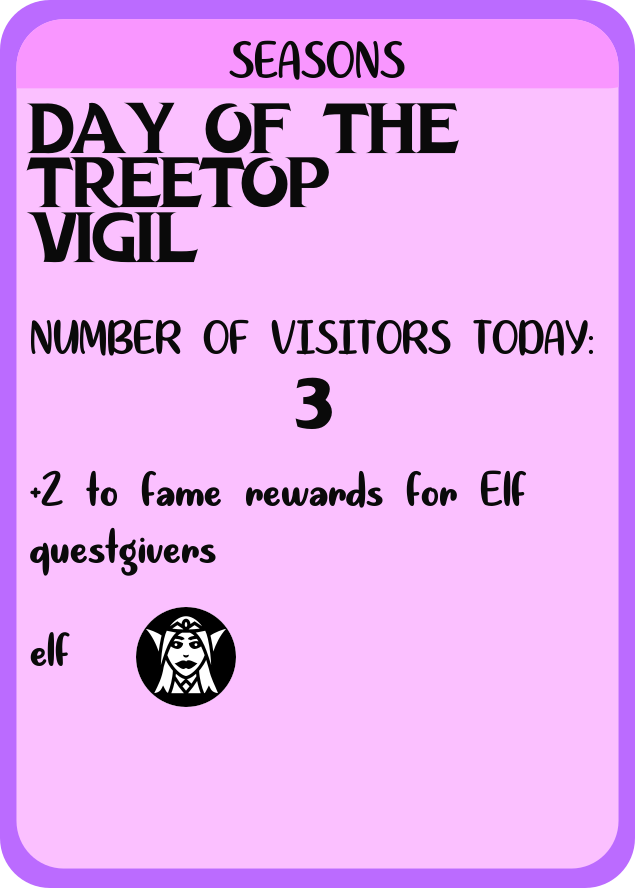 SEASONS
DAY OF THE
TREETOP
VIGIL
NUMBER OF VISITORS TODAY:
3
+2 to fame rewards for Elf
questgivers
elf